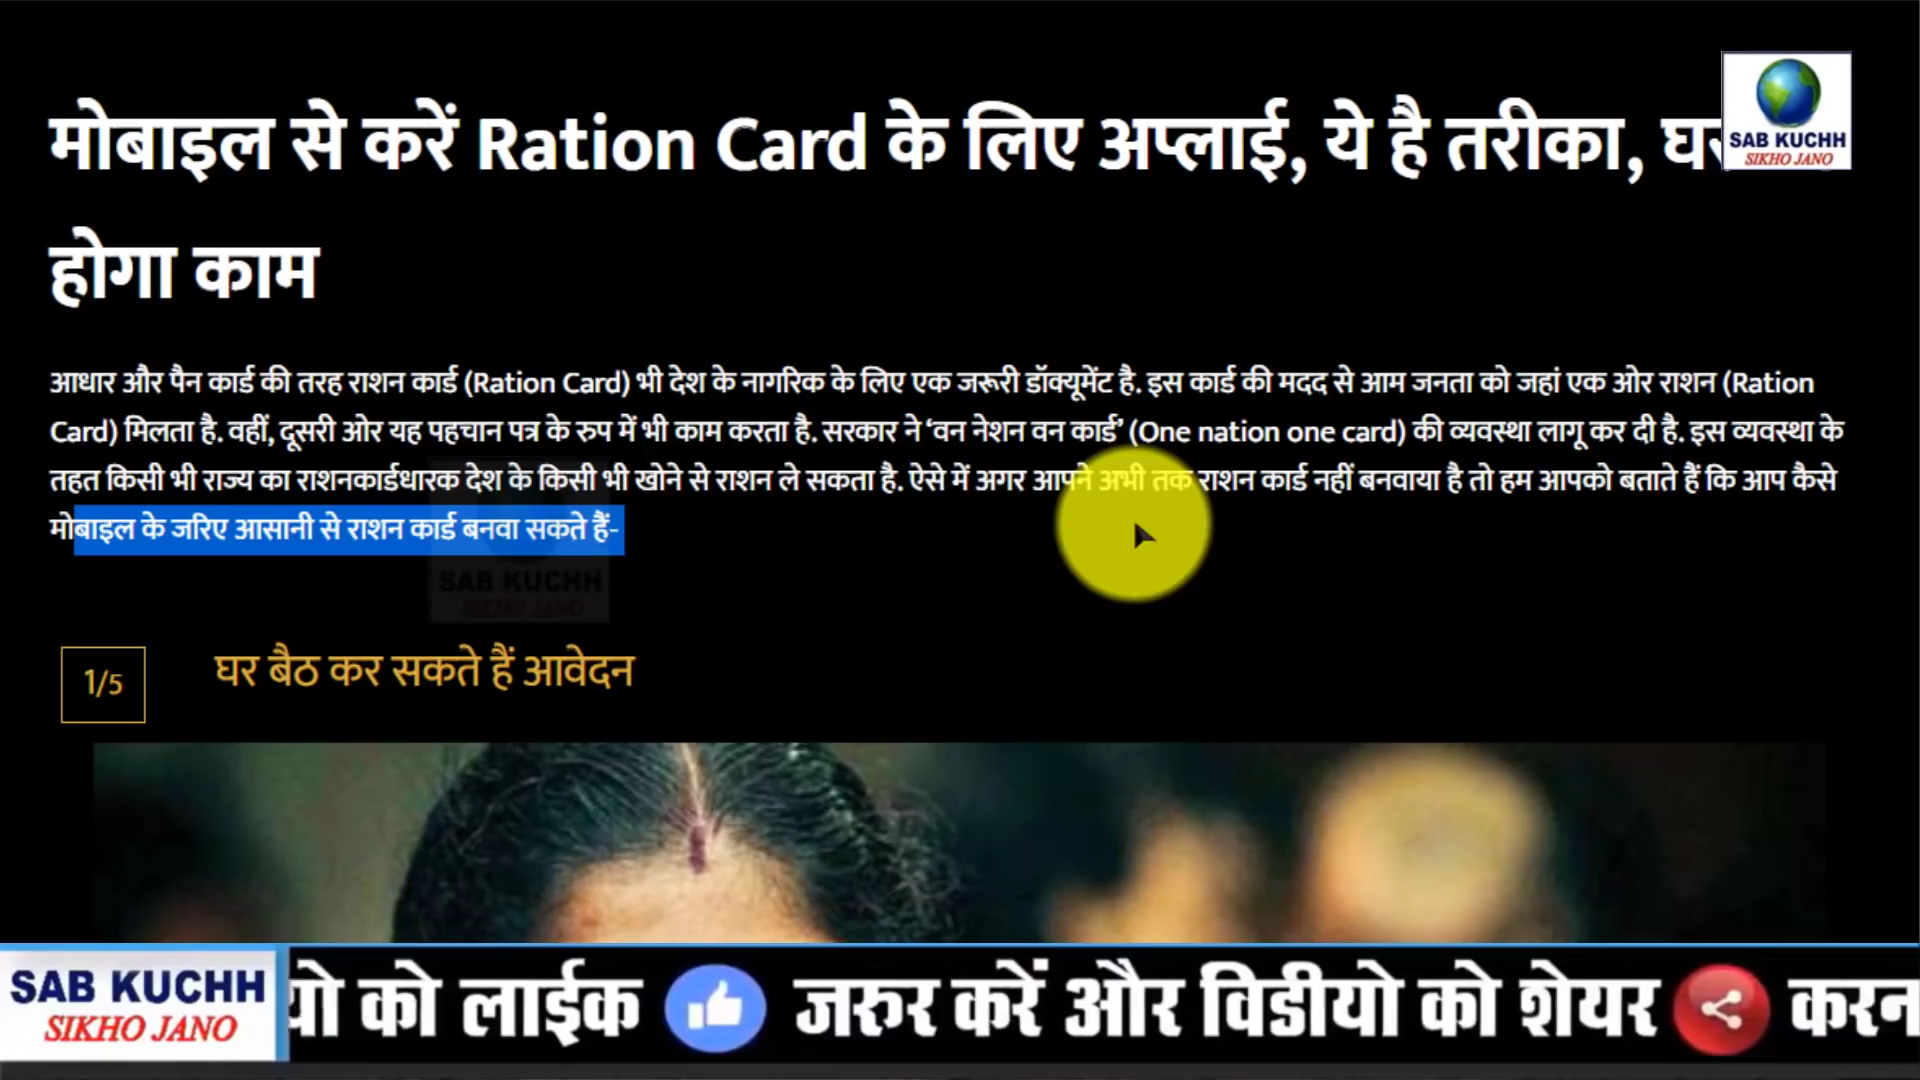 मोबाइल से करें Ration Card के लिए अप्लाई, ये है तरीका,
होगा काम
SAB KUCHH
SIKHO JANO
आधार और पैन कार्ड की तरह राशन कार्ड (Ration Card) भी देश के नागरिक के लिए एक जरूरी डॉक्यूमेंट है. इस कार्ड की मदद से आम जनता को जहां एक ओर राशन (Ration
Card) मिलता है. वहीं, दूसरी ओर यह पहचान पत्र के रुप में भी काम करता है. सरकार ने ‘वन नेशन वन कार्ड’ (One nation one card) की व्यवस्था लागू कर दी है. इस व्यवस्था के
तहत किसी भी राज्य का राशनकार्डधारक देश के किसी भी खोने से राशन ले सकता है. ऐसे में अगर आपने अभी तक राशन कार्ड नहीं बनवाया है तो हम आपको बताते हैं कि आप कैसे
मोबाइल के जरिए आसानी से राशन कार्ड बनवा सकते हैं-
SAB KUCHH
SIKHO JANO
1/5
घर बैठ कर सकते हैं आवेदन
SAB KUCHH
SIKHO JANO
यो को लाईक जरुर करें और विडीयो को शेयर करन